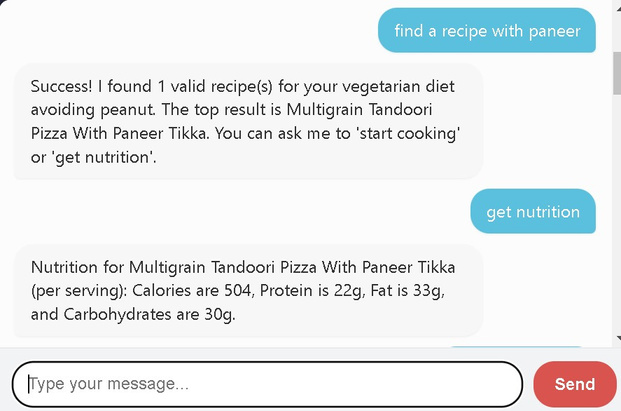 find a recipe with paneer
Success! I found 1 valid recipe(s) for your vegetarian diet
avoiding peanut. The top result is Multigrain Tandoori
Pizza With Paneer Tikka. You can ask me to 'start cooking'
or 'get nutrition'.
get nutrition
Nutrition for Multigrain Tandoori Pizza With Paneer Tikka
(per serving): Calories are 504, Protein is 22g, Fat is 33g,
and Carbohydrates are 30g.
Type your message...
Send